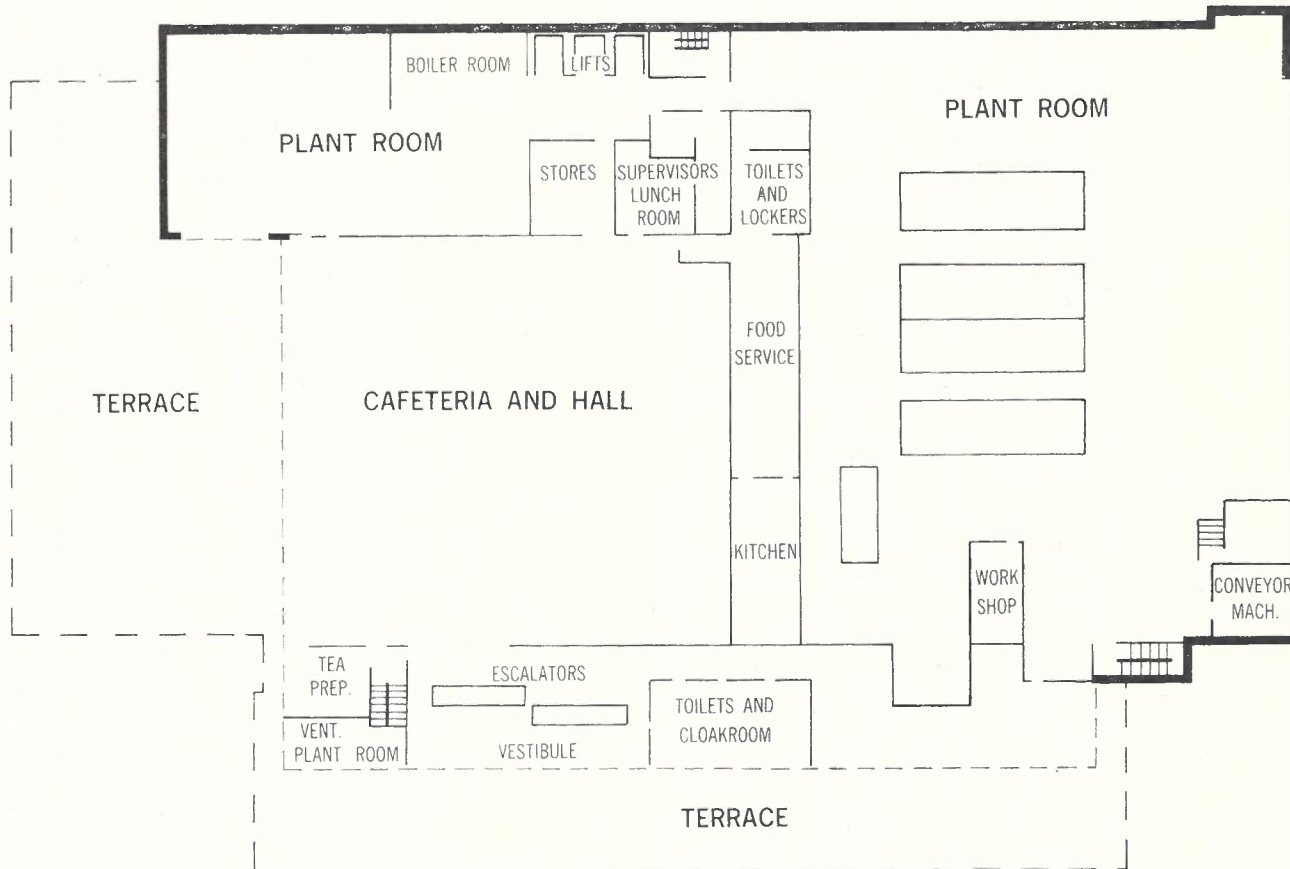 BOILER ROOM
LIFTS
PLANT ROOM
PLANT ROOM
STORES
SUPERVISORS
LUNCH
ROOM
TOILETS
AND
LOCKERS
FOOD
SERVICE
TERRACE
CAFETERIA AND HALL
KITCHEN
WORK
SHOP
CONVEYOR
MACH.
TEA
PREP.
ESCALATORS
TOILETS AND
CLOAKROOM
VENT.
PLANT ROOM
VESTIBULE
TERRACE